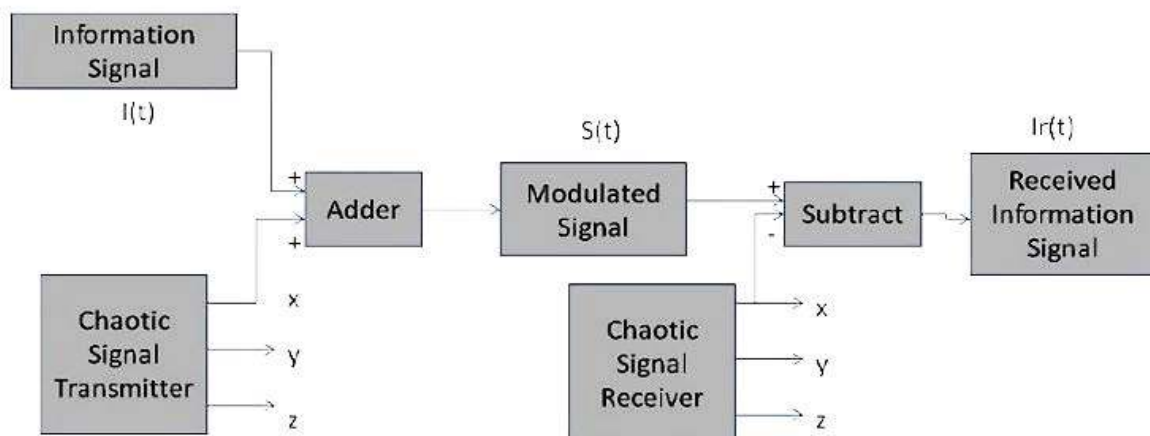 Information
Signal
I(t)
S(t)
Ir(t)
+
+
Adder
Modulated
Signal
+
-
Subtract
Received
Information
Signal
Chaotic
Signal
Transmitter
x
y
z
Chaotic
Signal
Receiver
x
y
z